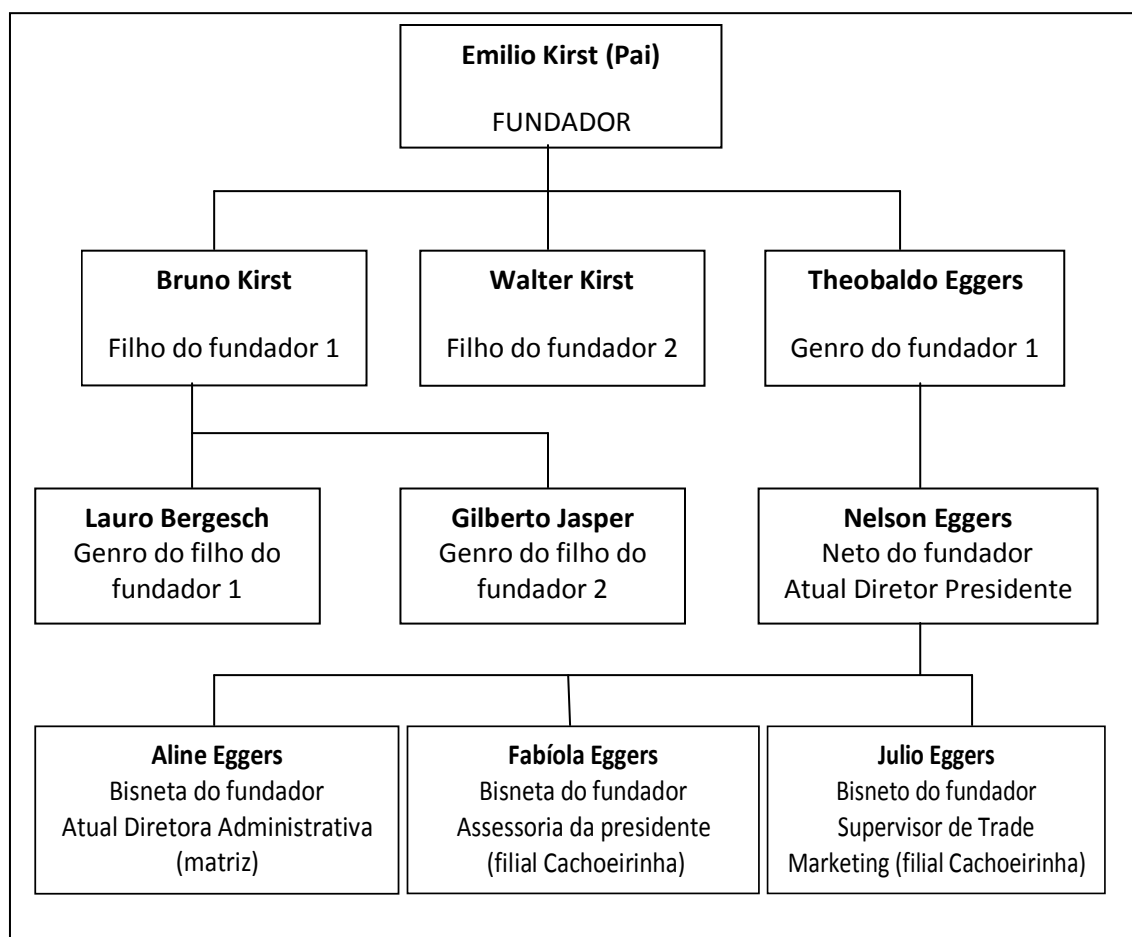 Emilio Kirst (Pai)
FUNDADOR
Bruno Kirst
Filho do fundador 1
Walter Kirst
Filho do fundador 2
Theobaldo Eggers
Genro do fundador 1
Lauro Bergesch
Genro do filho do
fundador 1
Gilberto Jasper
Genro do filho do
fundador 2
Nelson Eggers
Neto do fundador
Atual Diretor Presidente
Aline Eggers
Bisneta do fundador
Atual Diretora Administrativa
(matriz)
Fabíola Eggers
Bisneta do fundador
Assessoria da presidente
(filial Cachoeirinha)
Julio Eggers
Bisneto do fundador
Supervisor de Trade
Marketing (filial Cachoeirinha)